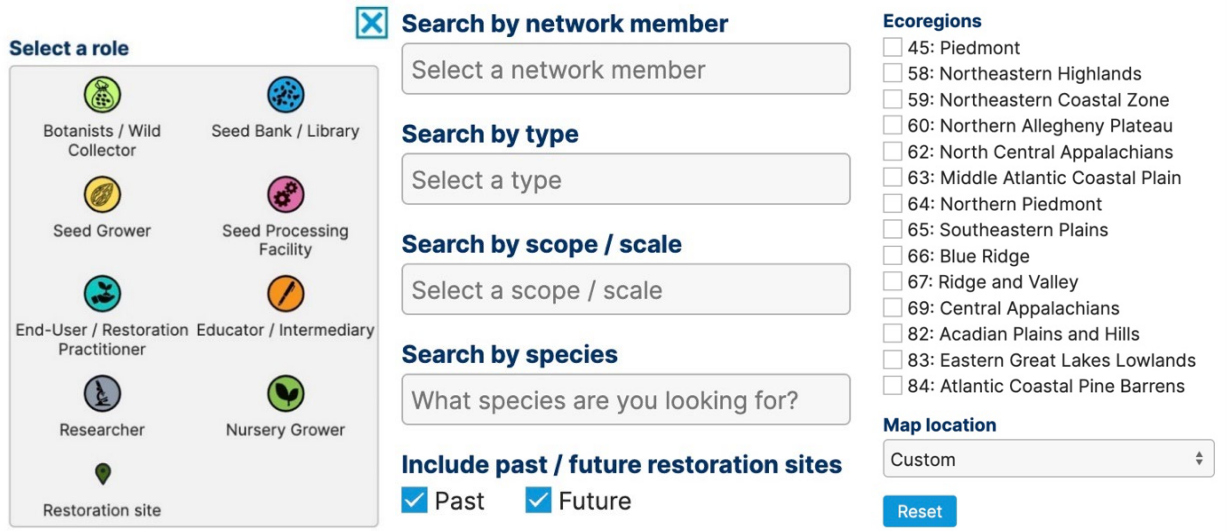 Select a role
Botanists / Wild
Collector
Seed Bank / Library
Seed Grower
Seed Processing
Facility
End-User / Restoration
Practitioner
Educator / Intermediary
Researcher
Nursery Grower
Restoration site
Search by network member
Select a network member
Search by type
Select a type
Search by scope / scale
Select a scope / scale
Search by species
What species are you looking for?
Include past / future restoration sites
Past
Future
Ecoregions
45: Piedmont
58: Northeastern Highlands
59: Northeastern Coastal Zone
60: Northern Allegheny Plateau
62: North Central Appalachians
63: Middle Atlantic Coastal Plain
64: Northern Piedmont
65: Southeastern Plains
66: Blue Ridge
67: Ridge and Valley
69: Central Appalachians
82: Acadian Plains and Hills
83: Eastern Great Lakes Lowlands
84: Atlantic Coastal Pine Barrens
Map location
Custom
Reset